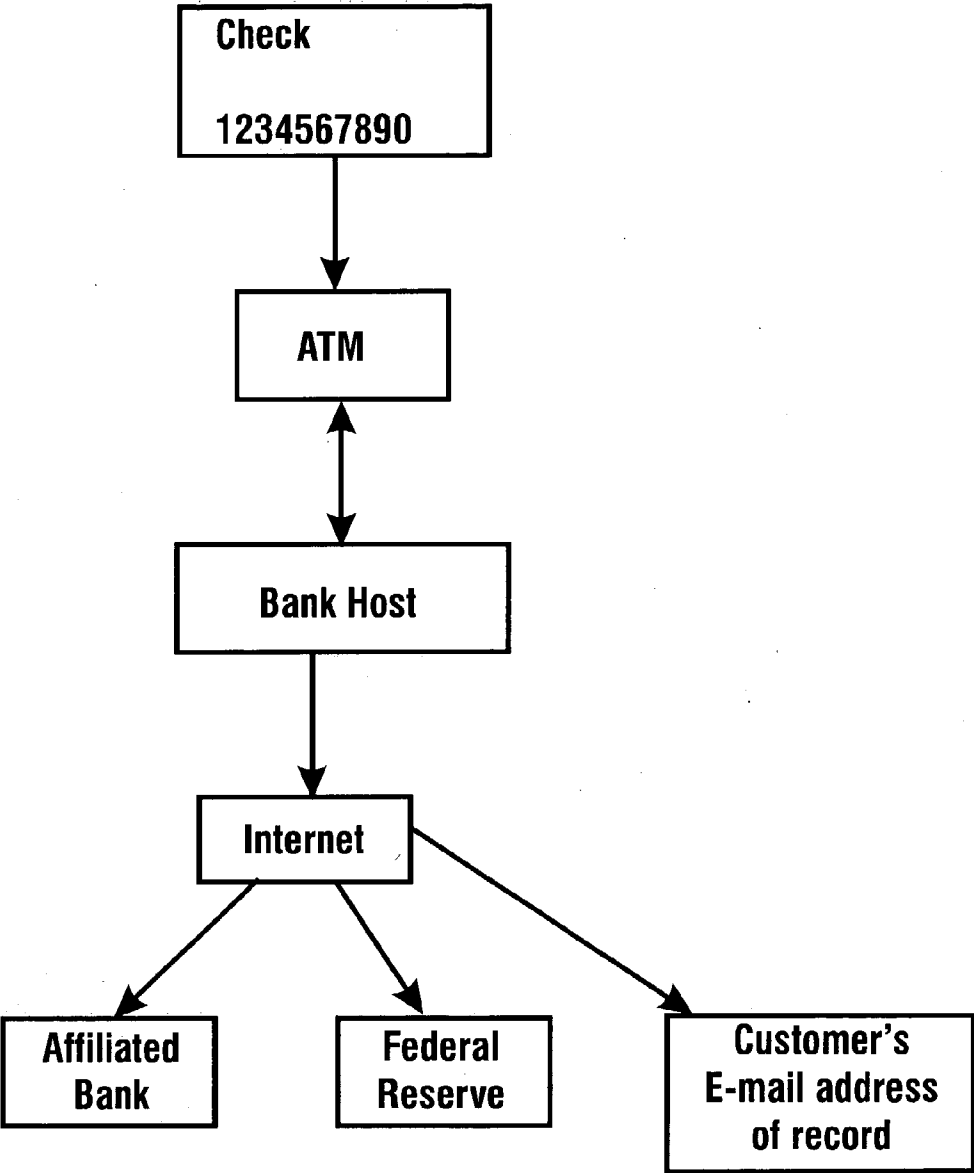 Check
1234567890
ATM
Bank Host
Internet
Affiliated
Bank
Federal
Reserve
Customer's
E-mail address
of record